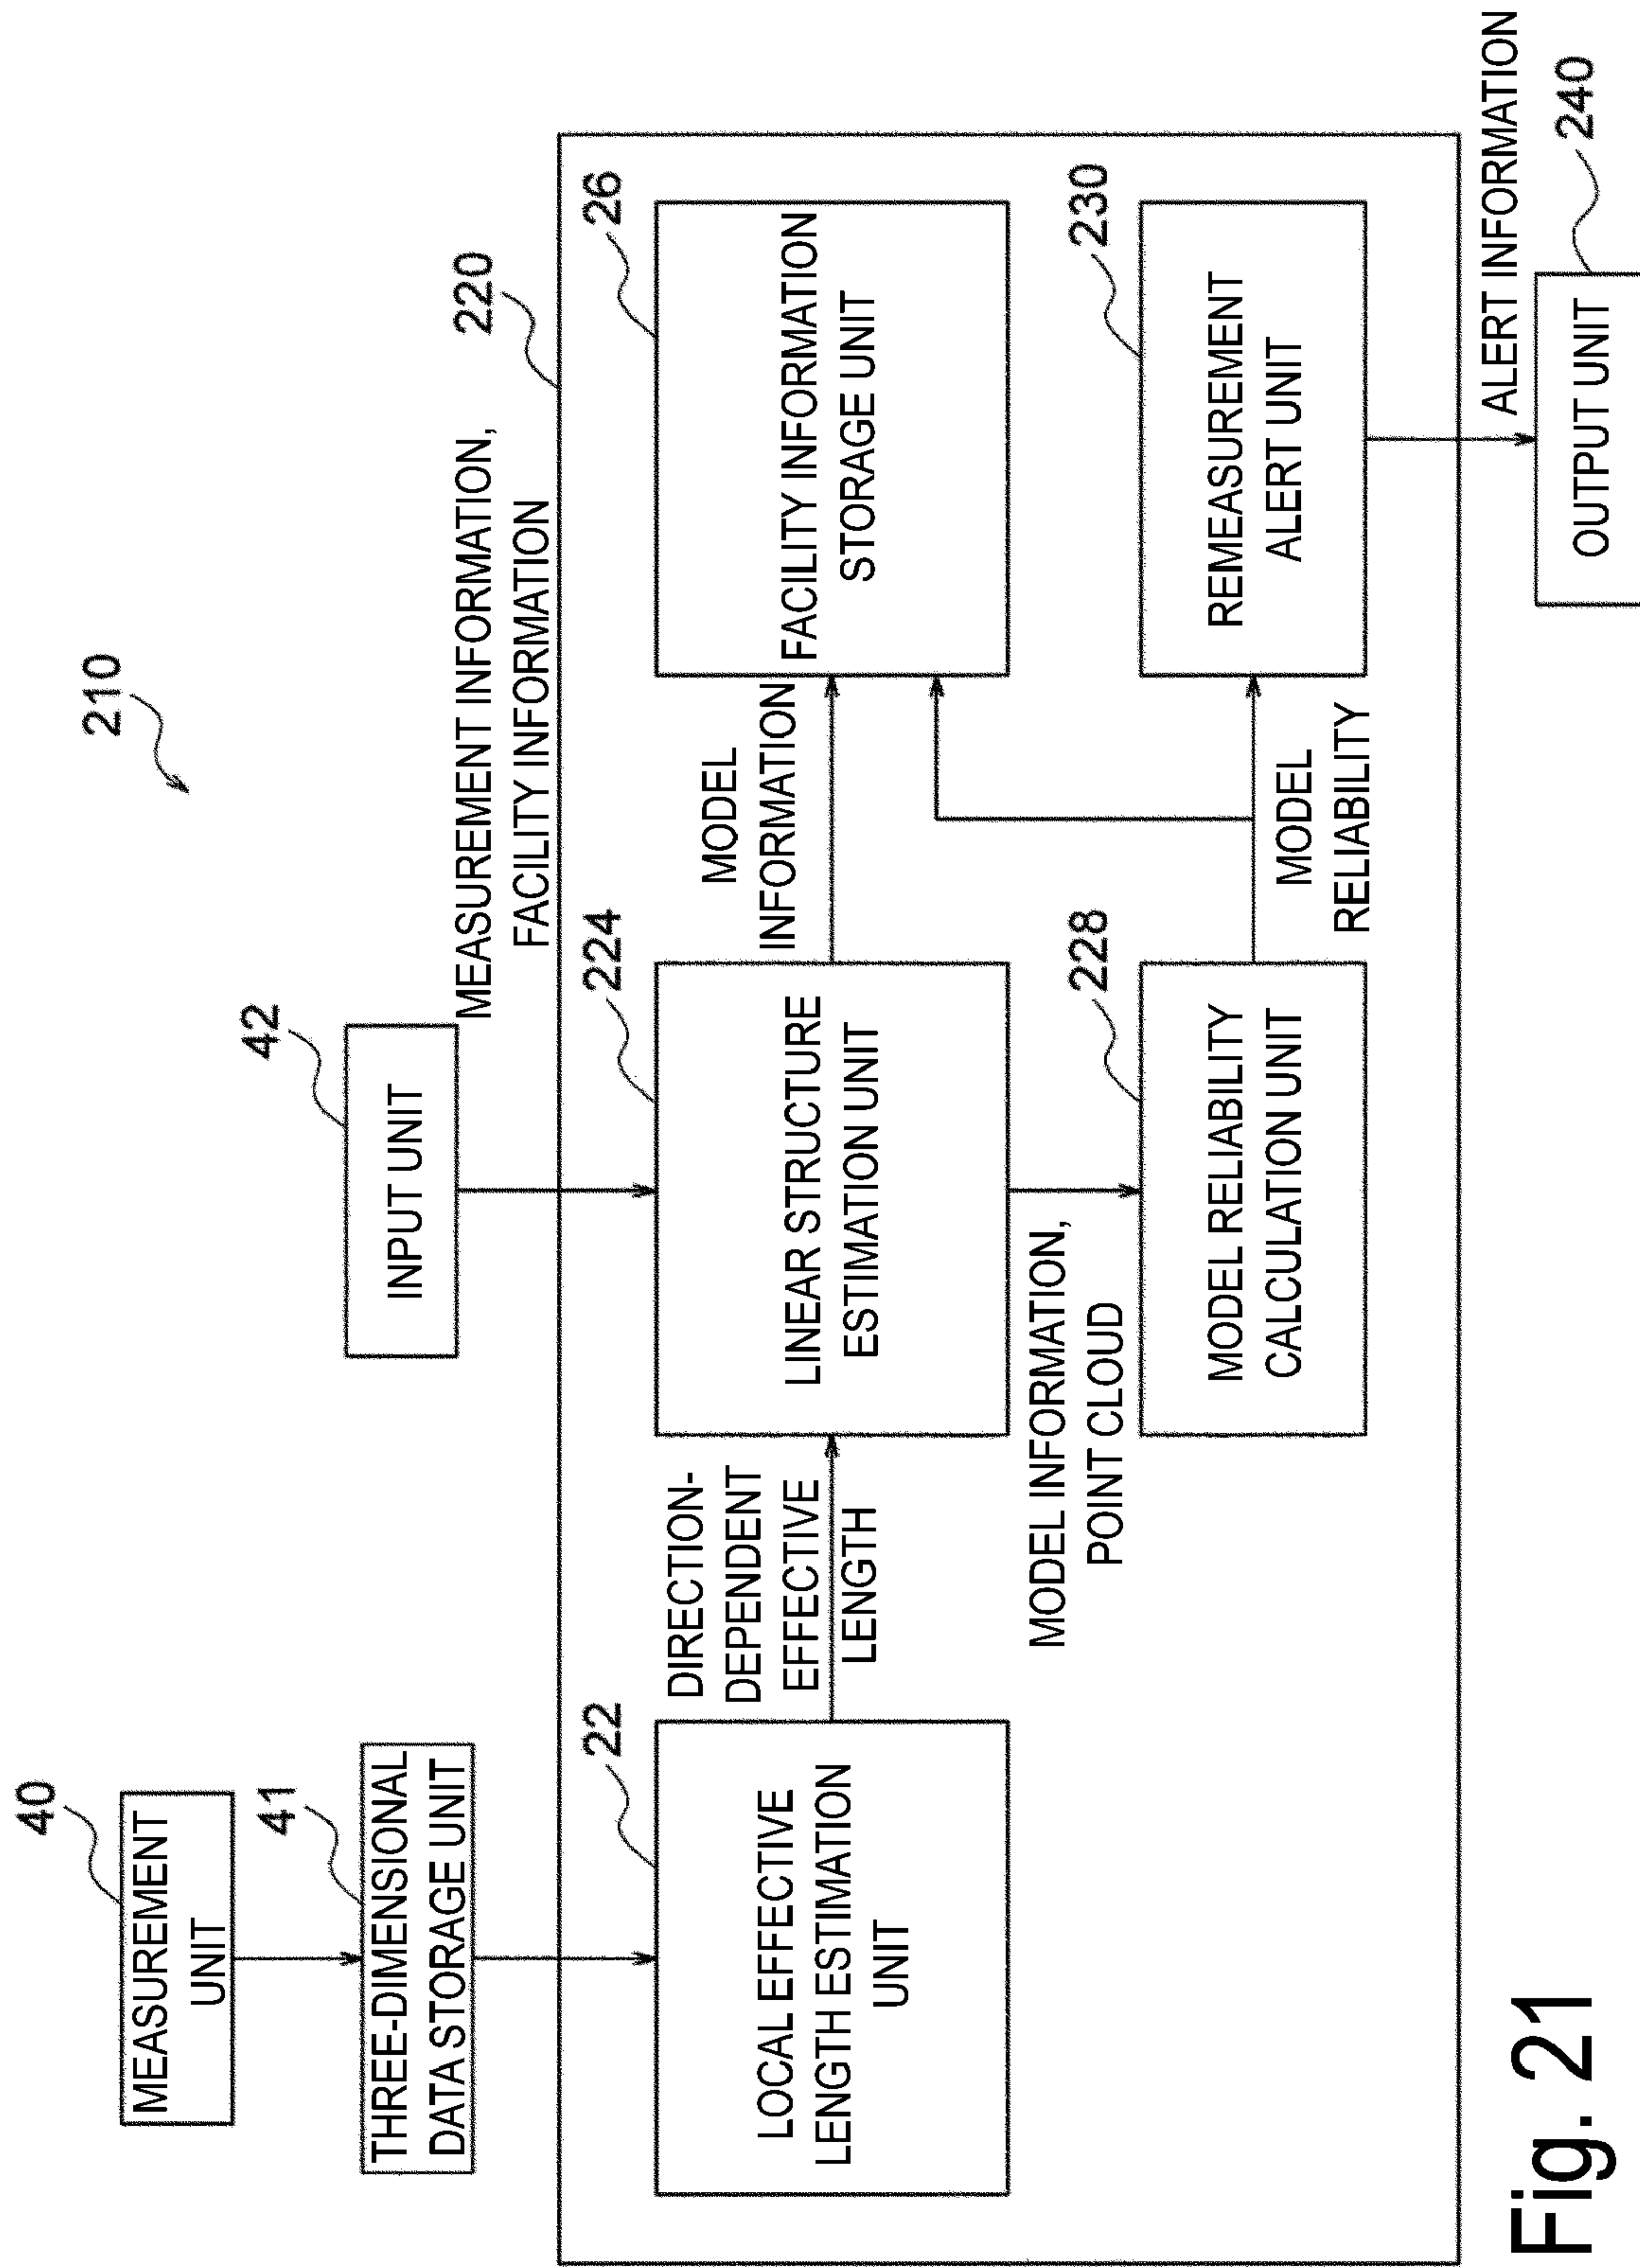 210
40
MEASUREMENT
UNIT
41
THREE-DIMENSIONAL
DATA STORAGE UNIT
42
INPUT UNIT
MEASUREMENT INFORMATION,
FACILITY INFORMATION
220
22
LOCAL EFFECTIVE
LENGTH ESTIMATION
UNIT
DIRECTION-
DEPENDENT
EFFECTIVE
LENGTH
224
LINEAR STRUCTURE
ESTIMATION UNIT
MODEL
INFORMATION
26
FACILITY INFORMATION
STORAGE UNIT
MODEL INFORMATION,
POINT CLOUD
228
MODEL RELIABILITY
CALCULATION UNIT
MODEL
RELIABILITY
230
REMEASUREMENT
ALERT UNIT
ALERT INFORMATION
240
OUTPUT UNIT
Fig. 21